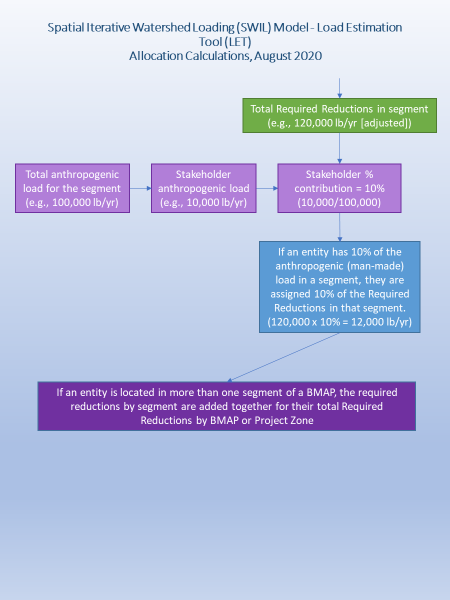 Spatial Iterative Watershed Loading (SWIL) Model - Load Estimation
Tool (LET)
Allocation Calculations, August 2020
Total Required Reductions in segment
(e.g., 120,000 lb/yr [adjusted])
Total anthropogenic
load for the segment
(e.g., 100,000 lb/yr)
Stakeholder
anthropogenic load
(e.g., 10,000 lb/yr)
Stakeholder %
contribution = 10%
(10,000/100,000)
If an entity has 10% of the
anthropogenic (man-made)
load in a segment, they are
assigned 10% of the Required
Reductions in that segment.
(120,000 x 10% = 12,000 lb/yr)
If an entity is located in more than one segment of a BMAP, the required
reductions by segment are added together for their total Required
Reductions by BMAP or Project Zone